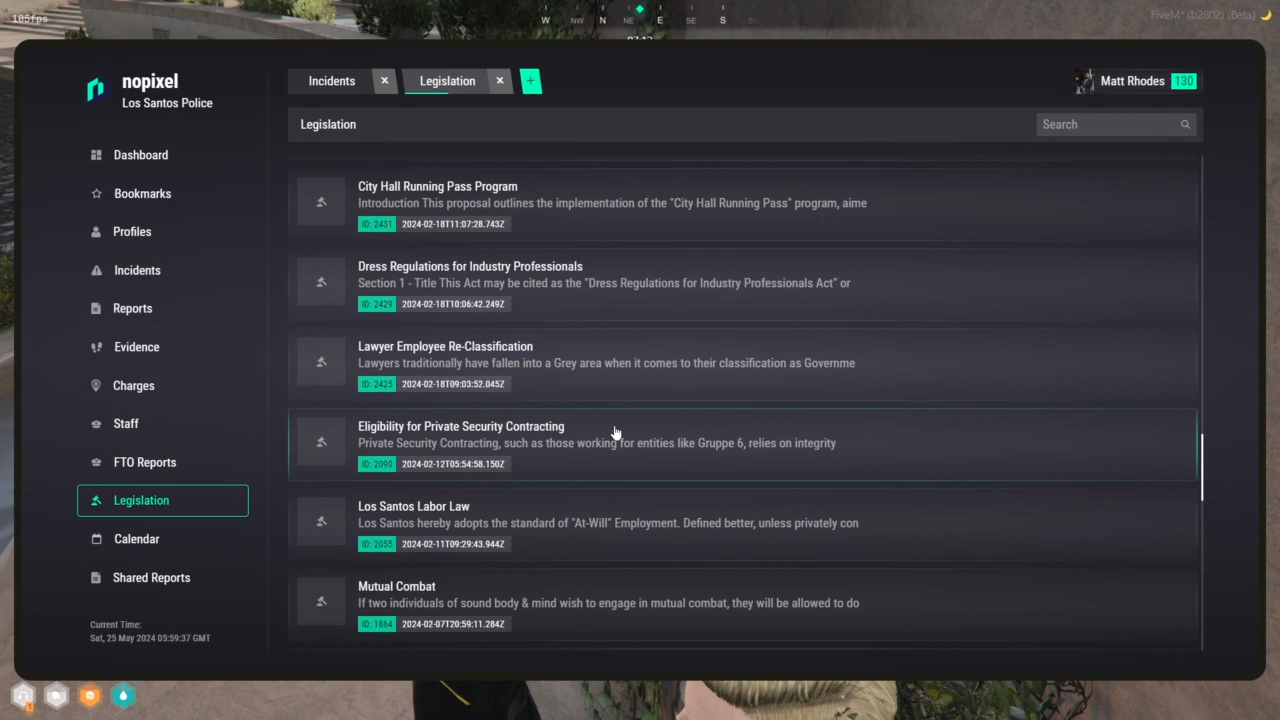 105fps
W NW N NE E SE S
FiveM* (b2802) (Beta)
07:12
nopixel
Los Santos Police
Incidents
Legislation
+
Matt Rhodes 130
Legislation
Search
Dashboard
Bookmarks
Profiles
Incidents
Reports
Evidence
Charges
Staff
FTO Reports
Legislation
Calendar
Shared Reports
Current Time:
Sat, 25 May 2024 05:59:37 GMT
City Hall Running Pass Program
Introduction This proposal outlines the implementation of the "City Hall Running Pass" program, aime
ID: 2431 2024-02-18T11:07:28.743Z
Dress Regulations for Industry Professionals
Section 1 - Title This Act may be cited as the "Dress Regulations for Industry Professionals Act" or
ID: 2429 2024-02-18T10:06:42.249Z
Lawyer Employee Re-Classification
Lawyers traditionally have fallen into a Grey area when it comes to their classification as Governme
ID: 2425 2024-02-18T09:03:52.045Z
Eligibility for Private Security Contracting
Private Security Contracting, such as those working for entities like Gruppe 6, relies on integrity
ID: 2090 2024-02-12T05:54:58.150Z
Los Santos Labor Law
Los Santos hereby adopts the standard of "At-Will" Employment. Defined better, unless privately con
ID: 2055 2024-02-11T09:29:43.944Z
Mutual Combat
If two individuals of sound body & mind wish to engage in mutual combat, they will be allowed to do
ID: 1864 2024-02-07T20:59:11.284Z
1